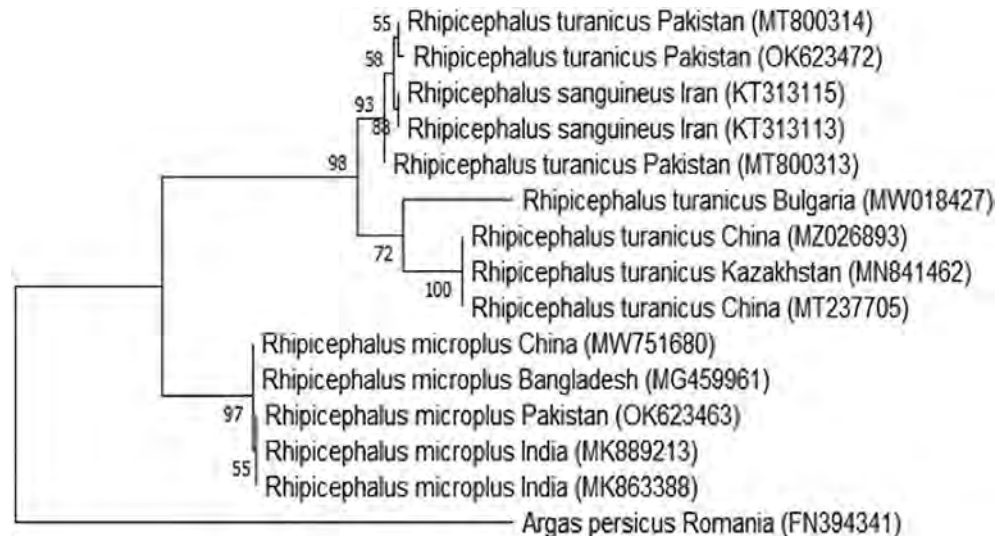 55 Rhipicephalus turanicus Pakistan (MT800314)
Rhipicephalus turanicus Pakistan (OK623472)
58
Rhipicephalus sanguineus Iran (KT313115)
93
88 Rhipicephalus sanguineus Iran (KT313113)
98 Rhipicephalus turanicus Pakistan (MT800313)
Rhipicephalus turanicus Bulgaria (MW018427)
Rhipicephalus turanicus China (MZ026893)
72
Rhipicephalus turanicus Kazakhstan (MN841462)
100
Rhipicephalus turanicus China (MT237705)
Rhipicephalus microplus China (MW751680)
Rhipicephalus microplus Bangladesh (MG459961)
97 Rhipicephalus microplus Pakistan (OK623463)
Rhipicephalus microplus India (MK889213)
55
Rhipicephalus microplus India (MK863388)
Argas persicus Romania (FN394341)